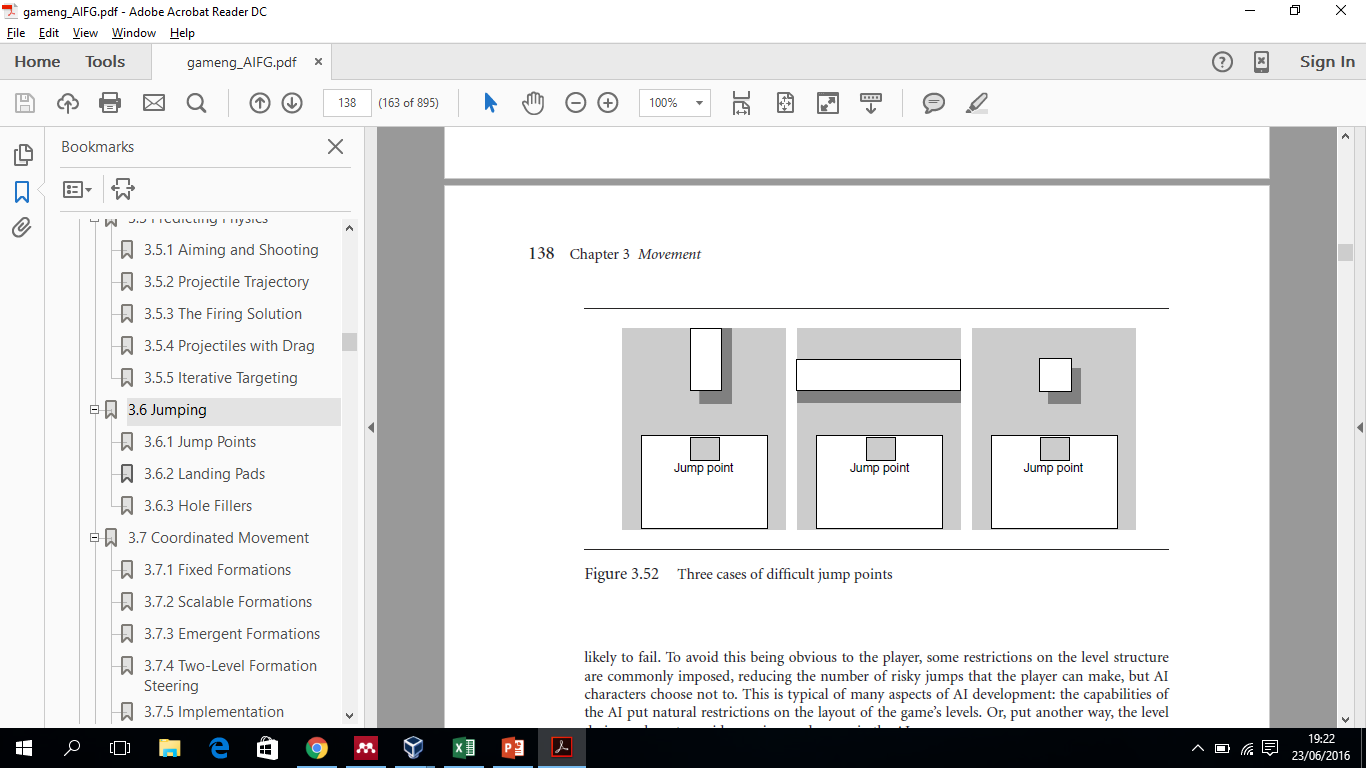 gameng_AIFG.pdf - Adobe Acrobat Reader DC
File Edit View Window Help
Home Tools gameng_AIFG.pdf × Sign In
138 (163 of 895) 100%
Bookmarks
3.5 Predicting Physics
3.5.1 Aiming and Shooting
3.5.2 Projectile Trajectory
3.5.3 The Firing Solution
3.5.4 Projectiles with Drag
3.5.5 Iterative Targeting
3.6 Jumping
3.6.1 Jump Points
3.6.2 Landing Pads
3.6.3 Hole Fillers
3.7 Coordinated Movement
3.7.1 Fixed Formations
3.7.2 Scalable Formations
3.7.3 Emergent Formations
3.7.4 Two-Level Formation
Steering
3.7.5 Implementation
138 Chapter 3 Movement
Jump point Jump point Jump point
Figure 3.52 Three cases of difficult jump points
likely to fail. To avoid this being obvious to the player, some restrictions on the level structure
are commonly imposed, reducing the number of risky jumps that the player can make, but AI
characters choose not to. This is typical of many aspects of AI development: the capabilities of
the AI put natural restrictions on the layout of the game's levels. Or, put another way, the level
19:22
23/06/2016